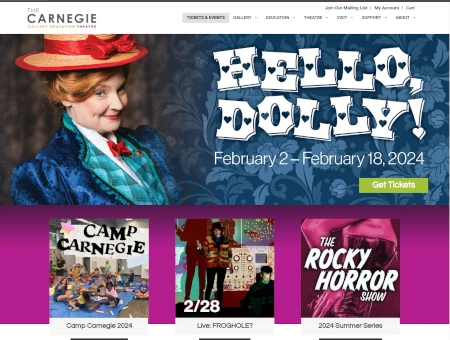 Join Our Mailing List | My Account | Cart
THE
CARNEGIE
GALLERY EDUCATION THEATRE
TICKETS & EVENTS GALLERY EDUCATION THEATRE VISIT SUPPORT ABOUT
HELLO,
DOLLY!
February 2 – February 18, 2024
Get Tickets
CAMP
CARNEGIE
2/28
THE
ROCKY
HORROR
SHOW
Camp Carnegie 2024
Live: FROGHOLE?
2024 Summer Series